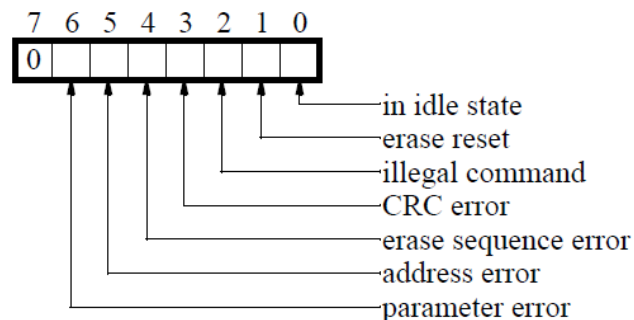 7 6 5 4 3 2 1 0
0
in idle state
erase reset
illegal command
CRC error
erase sequence error
address error
parameter error